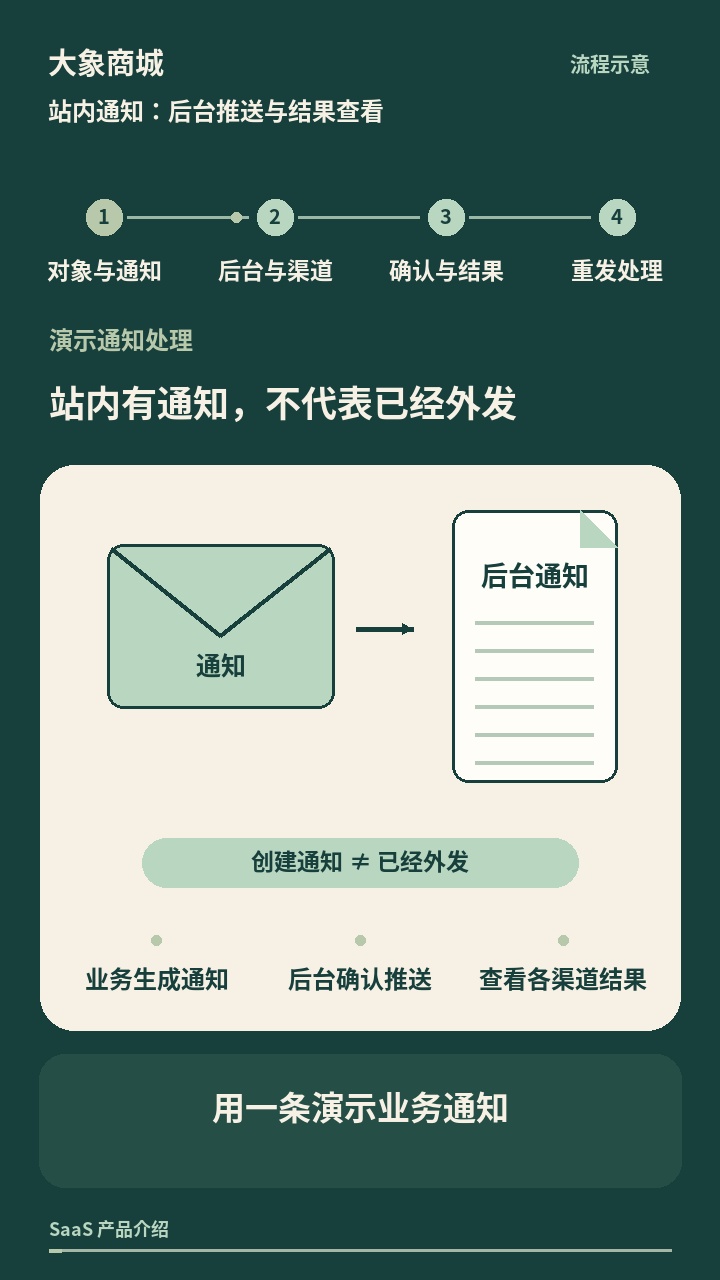 大象商城
流程示意
站内通知：后台推送与结果查看
1 2 3 4
对象与通知 后台与渠道 确认与结果 重发处理
演示通知处理
站内有通知，不代表已经外发
后台通知
通知
创建通知 ≠ 已经外发
业务生成通知 后台确认推送 查看各渠道结果
用一条演示业务通知
SaaS 产品介绍